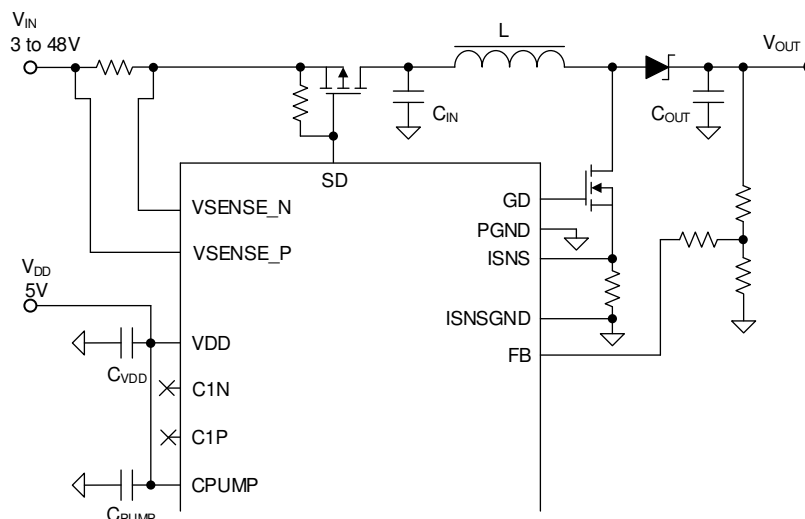 VIN
3 to 48V
L
VOUT
CIN
COUT
SD
GD
VSENSE_N
PGND
VSENSE_P
ISNS
VDD
5V
ISNSGND
VDD
FB
CVDD
C1N
C1P
CPUMP
CPUMP